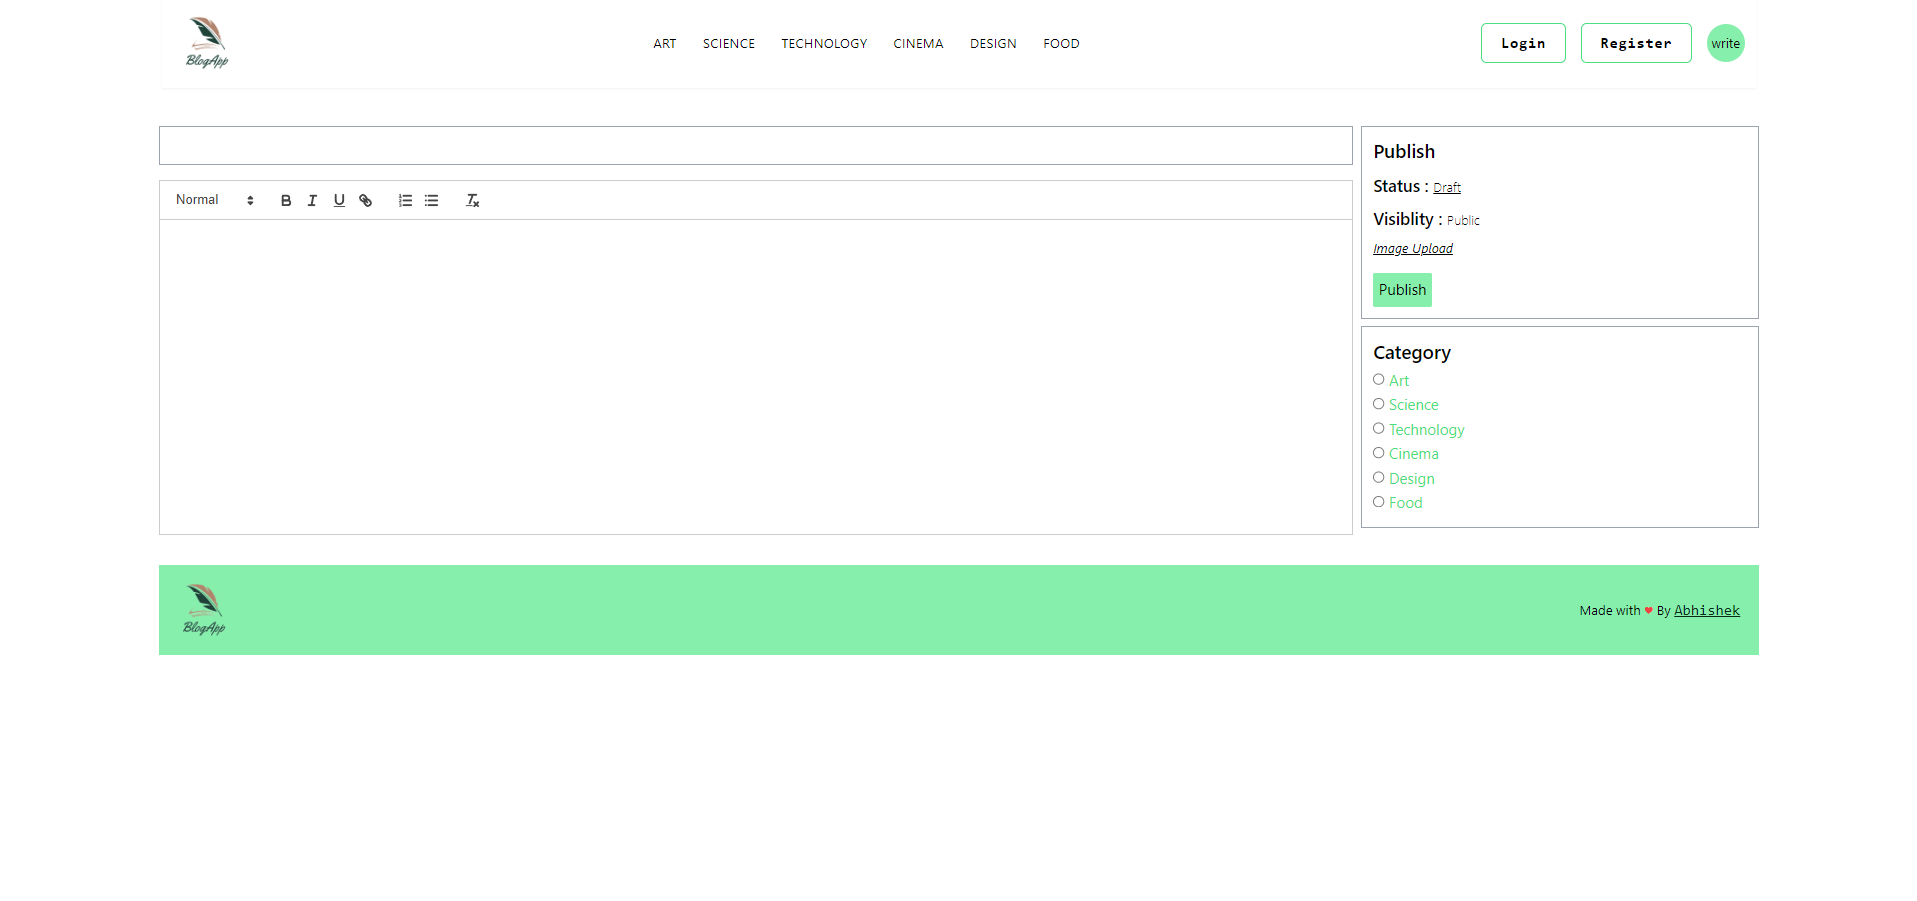 BlogApp
ART SCIENCE TECHNOLOGY CINEMA DESIGN FOOD
Login Register write
Normal
Publish
Status : Draft
Visiblity : Public
Image Upload
Publish
Category
Art
Science
Technology
Cinema
Design
Food
BlogApp
Made with ♥ By Abhishek